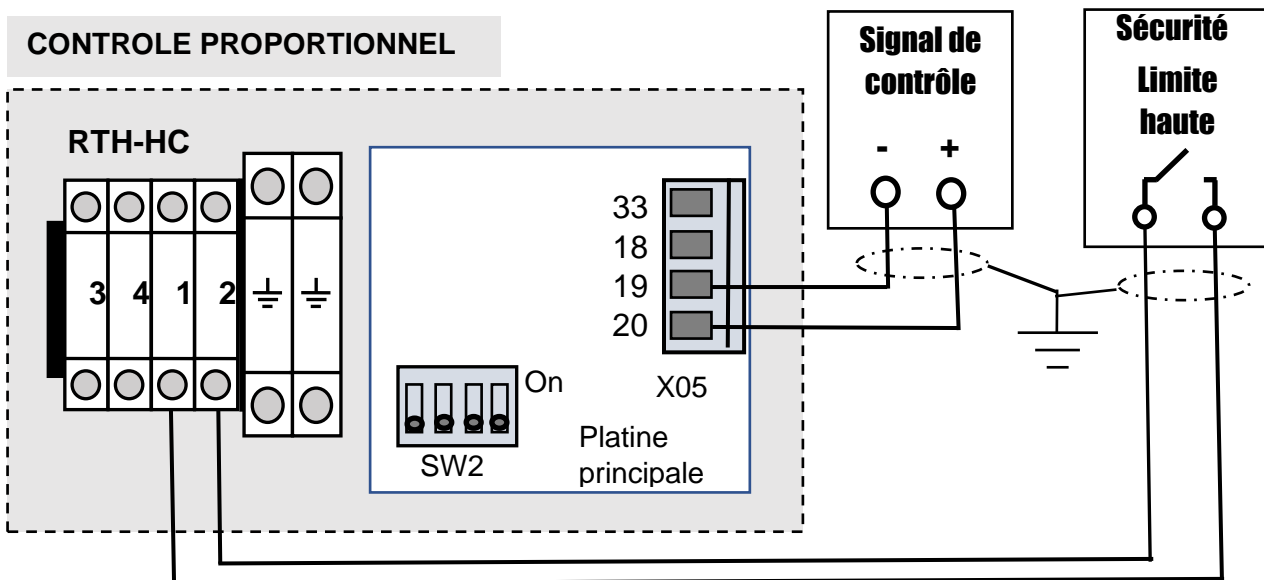 CONTROLE PROPORTIONNEL
RTH-HC
3 4 1 2
33
18
19
20
X05
On
SW2
Platine
principale
Signal de
contrôle
- +
Sécurité
Limite
haute